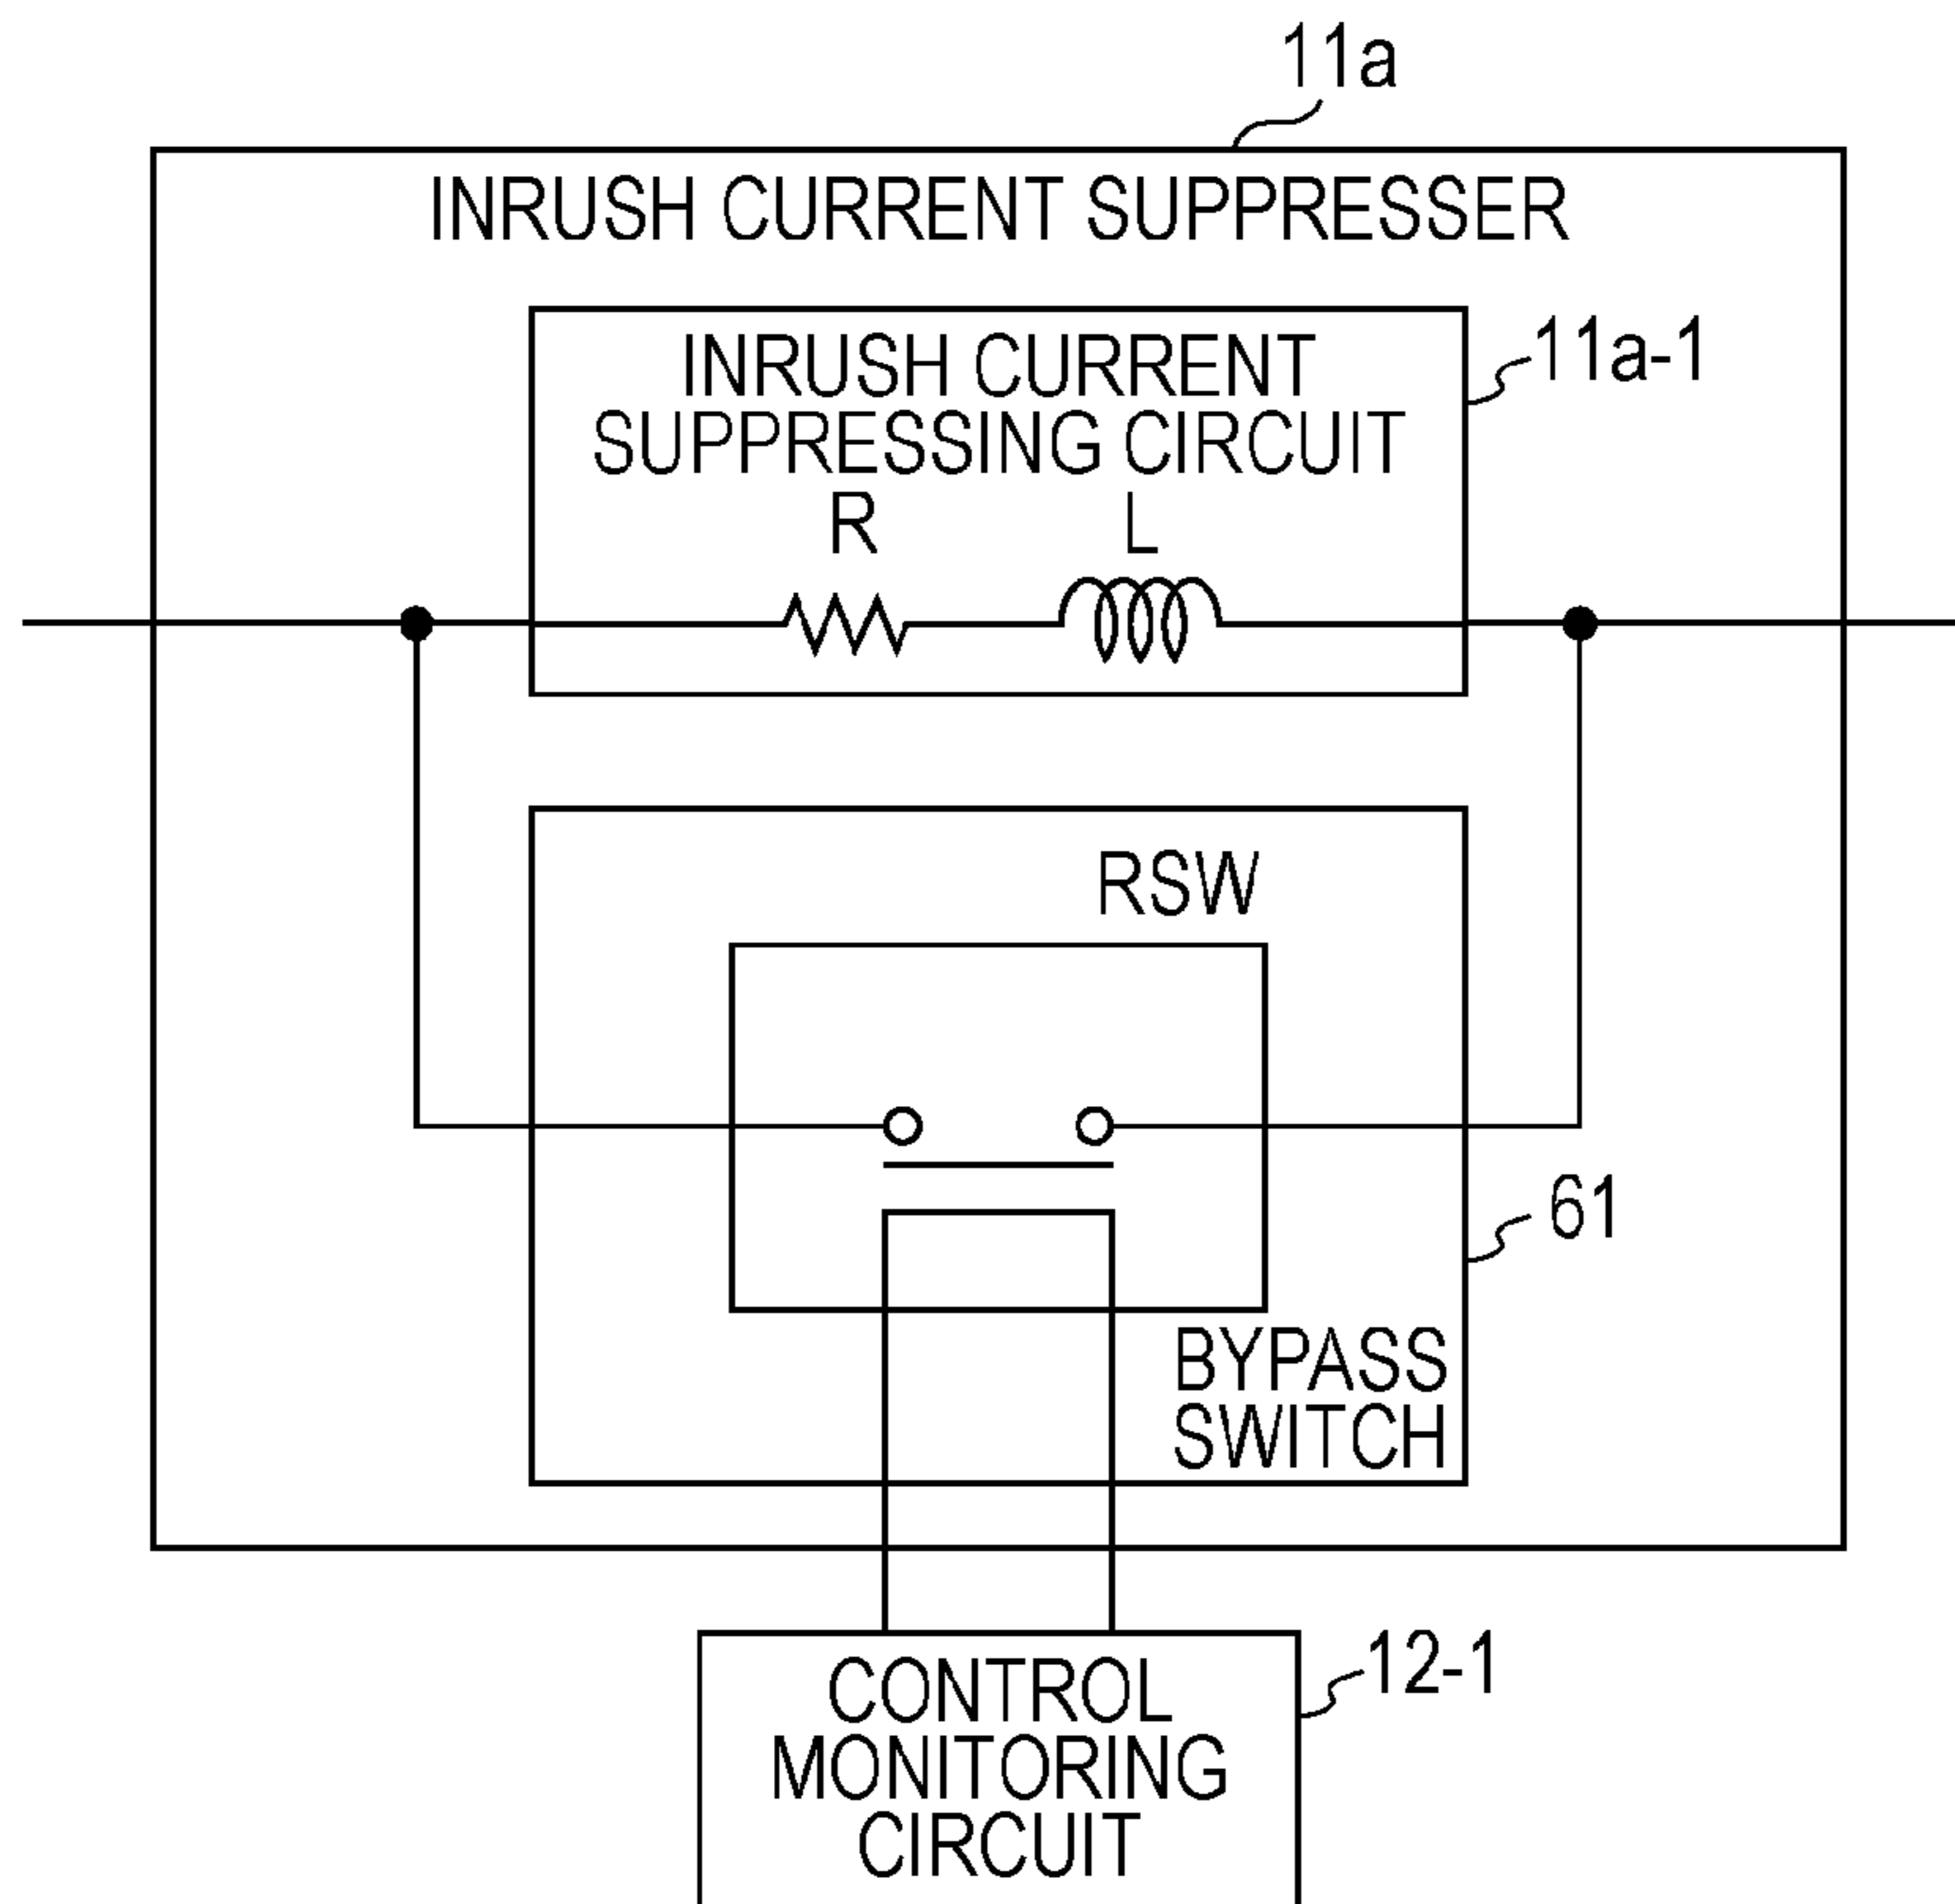 11a
INRUSH CURRENT SUPPRESSER
INRUSH CURRENT
SUPPRESSING CIRCUIT
11a-1
R L
RSW
61
BYPASS
SWITCH
12-1
CONTROL
MONITORING
CIRCUIT